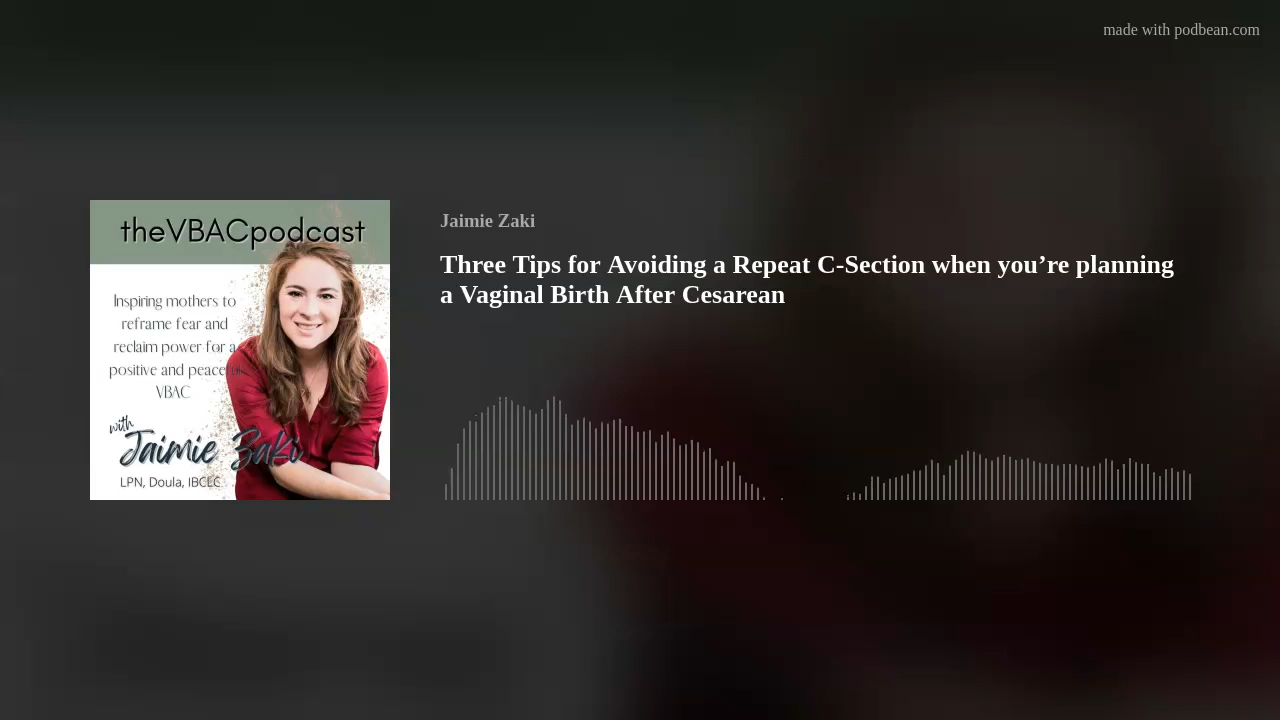 made with podbean.com
theVBACpodcast
Inspiring mothers to
reframe fear and
reclaim power for a
positive and peaceful
VBAC
with
Jaimie Zaki
LPN, Doula, IBCLC
Jaimie Zaki
Three Tips for Avoiding a Repeat C-Section when you’re planning
a Vaginal Birth After Cesarean